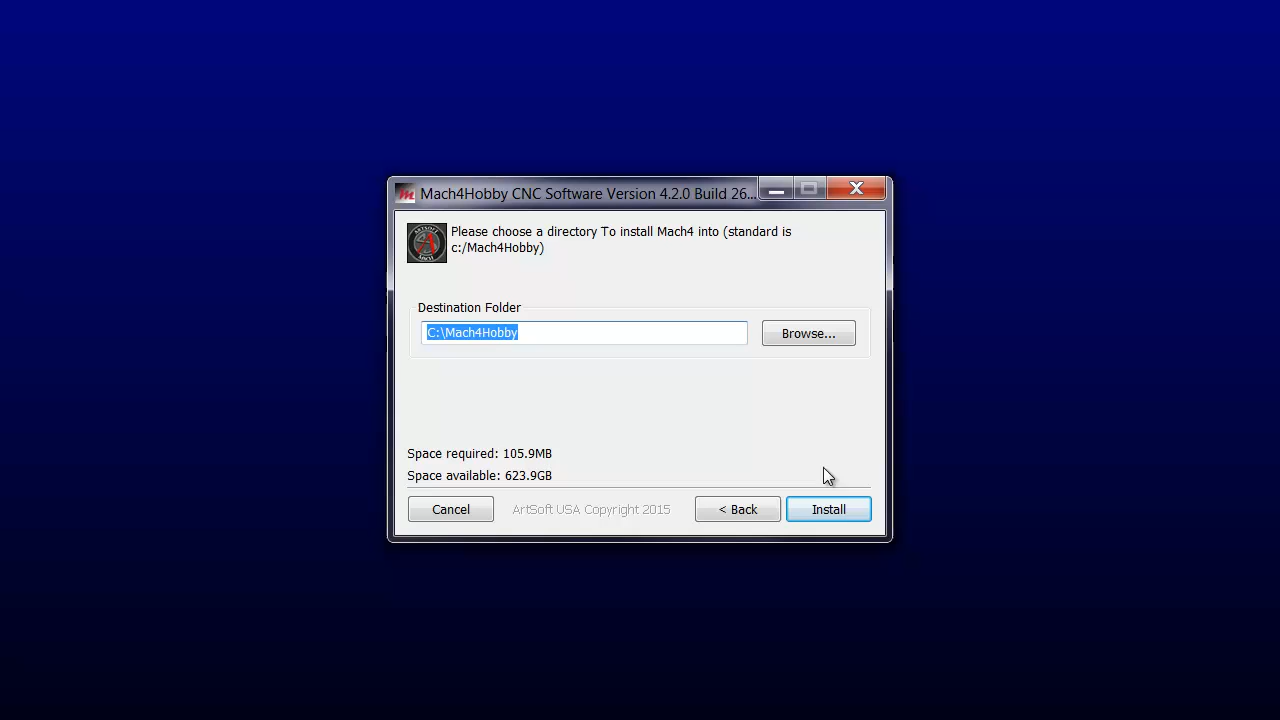 Mach4Hobby CNC Software Version 4.2.0 Build 26...
Please choose a directory To install Mach4 into (standard is
c:/Mach4Hobby)
Destination Folder
C:\Mach4Hobby
Browse...
Space required: 105.9MB
Space available: 623.9GB
Cancel
ArtSoft USA Copyright 2015
< Back
Install